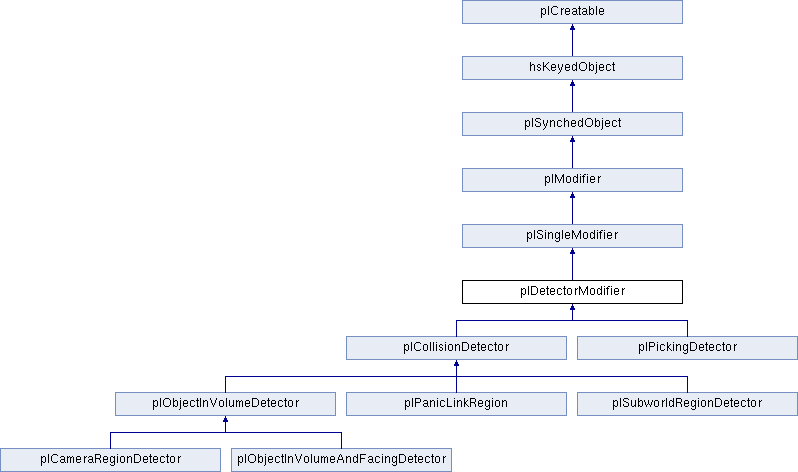 plCreatable
hsKeyedObject
plSynchedObject
plModifier
plSingleModifier
plDetectorModifier
plCollisionDetector
plPickingDetector
plObjectInVolumeDetector
plPanicLinkRegion
plSubworldRegionDetector
plCameraRegionDetector
plObjectInVolumeAndFacingDetector